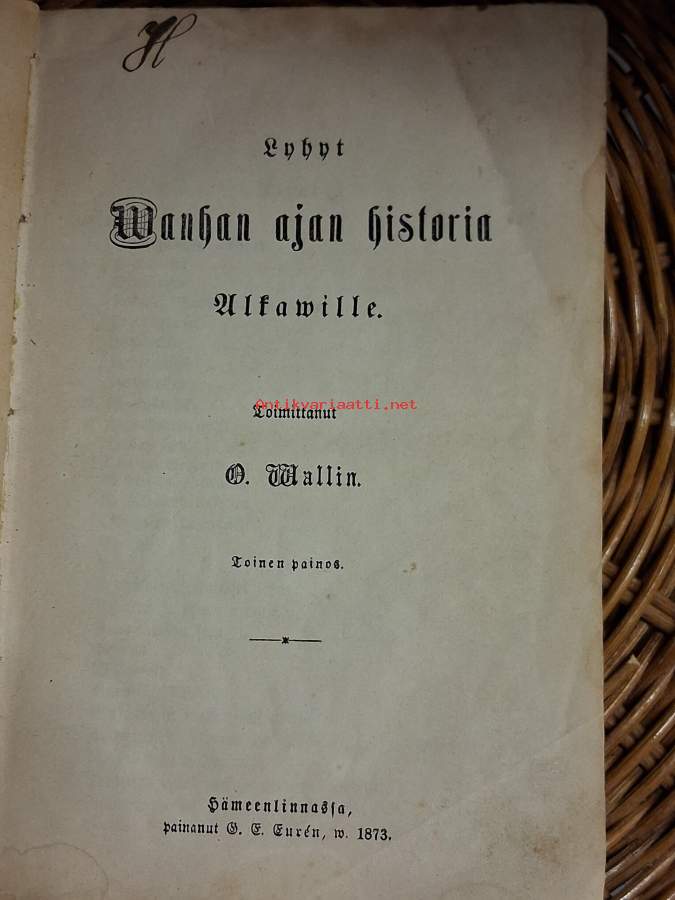 H
Lyhyt
Wanhan ajan historia
Alkawille.
Antikvariaatti.net
Toimittanut
O. Wallin.
Toinen painos.
Hämeenlinnassa,
painanut G. E. Eurén, w. 1873.